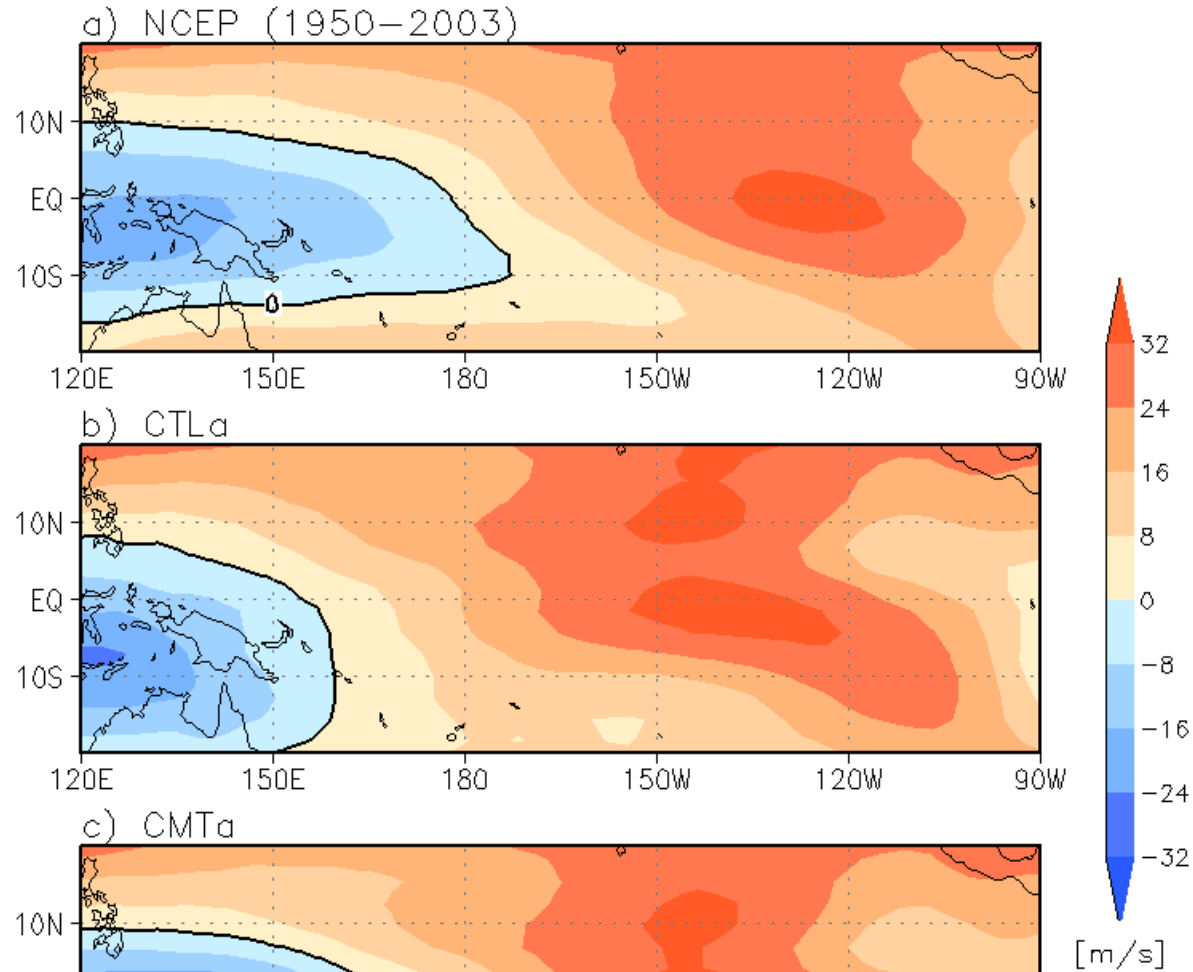 a) NCEP (1950−2003)
10N
EQ
10S
0
120E 150E 180 150W 120W 90W
b) CTLa
10N
EQ
10S
120E 150E 180 150W 120W 90W
c) CMTa
10N
32
24
16
8
0
−8
−16
−24
−32
[m/s]